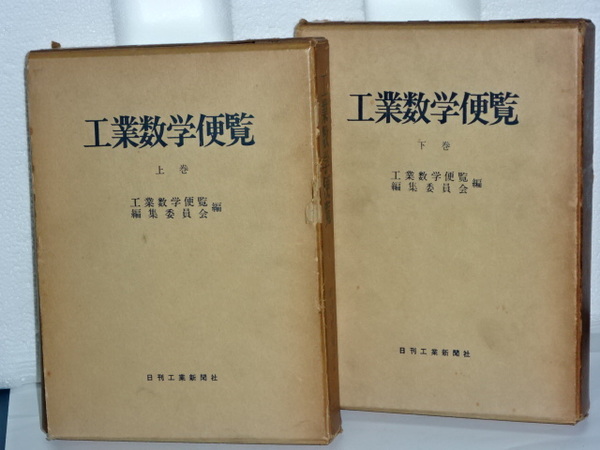 工業数学便覧
上巻
工業数学便覧
編集委員会 編
日刊工業新聞社
工業数学便覧
下巻
工業数学便覧
編集委員会 編
日刊工業新聞社